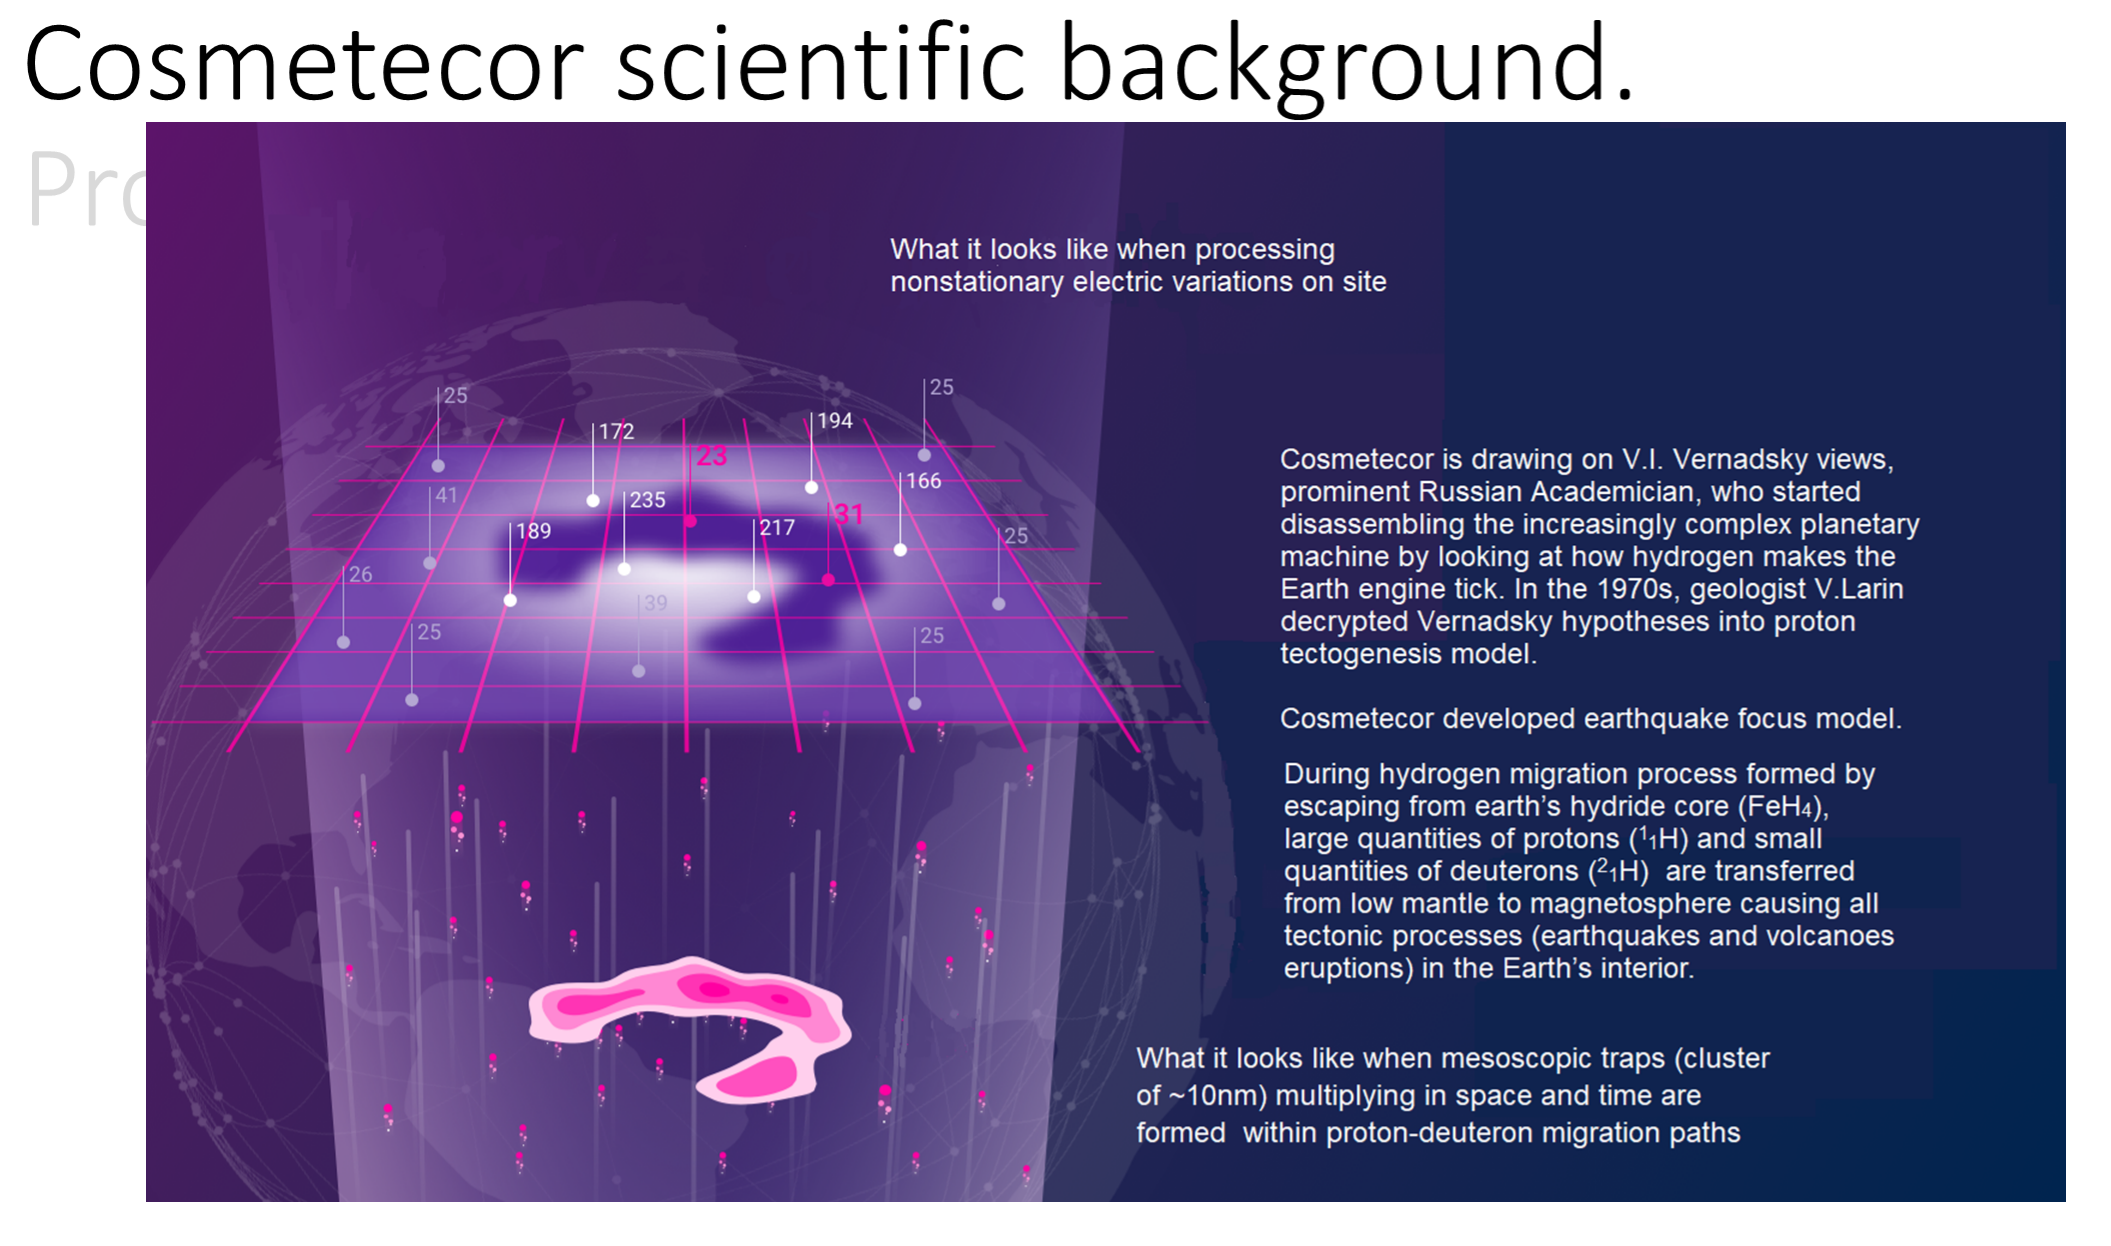 Cosmetecor scientific background.
Pro
What it looks like when processing
nonstationary electric variations on site
25
25
172
194
23
41
166
235
189
217
31
25
26
39
25
25
Cosmetecor is drawing on V.I. Vernadsky views,
prominent Russian Academician, who started
disassembling the increasingly complex planetary
machine by looking at how hydrogen makes the
Earth engine tick. In the 1970s, geologist V.Larin
decrypted Vernadsky hypotheses into proton
tectogenesis model.
Cosmetecor developed earthquake focus model.
During hydrogen migration process formed by
escaping from earth’s hydride core (FeH₄),
large quantities of protons (¹₁H) and small
quantities of deuterons (²₁H) are transferred
from low mantle to magnetosphere causing all
tectonic processes (earthquakes and volcanoes
eruptions) in the Earth’s interior.
What it looks like when mesoscopic traps (cluster
of ~10nm) multiplying in space and time are
formed within proton-deuteron migration paths